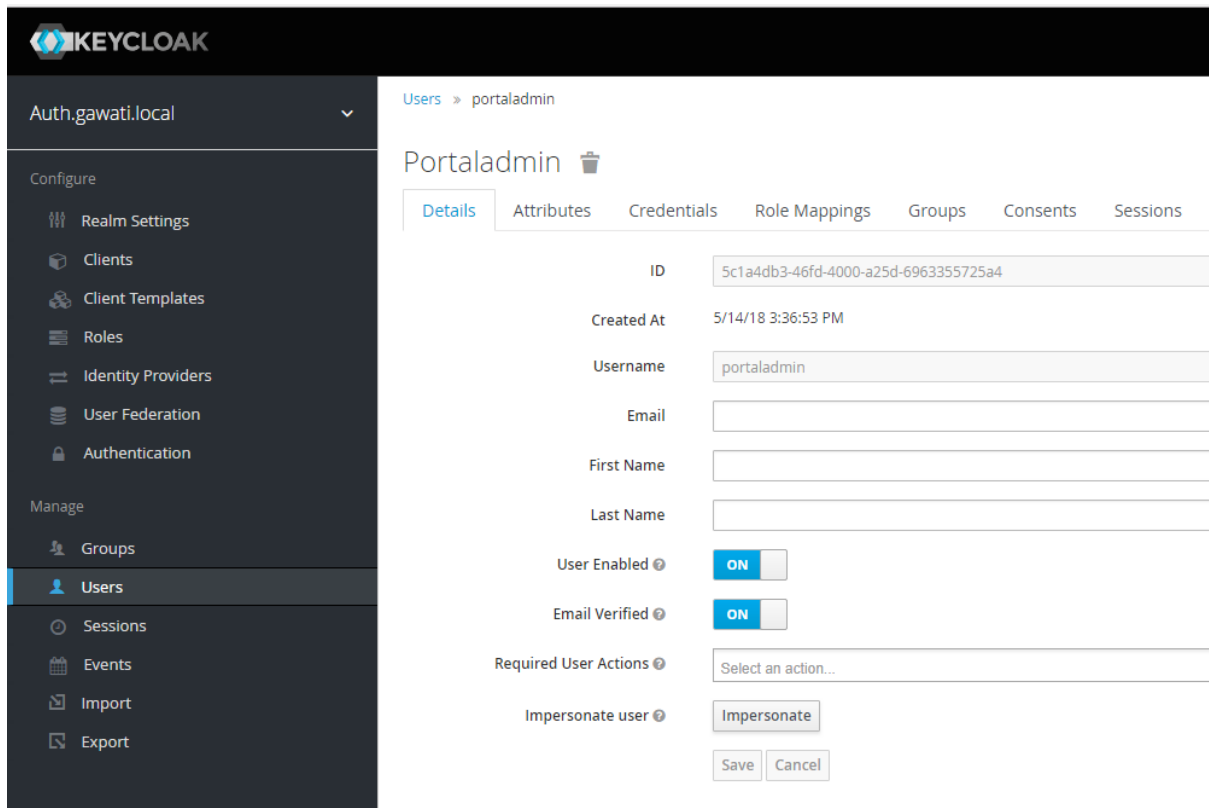 KEYCLOAK
Auth.gawati.local
Configure
Realm Settings
Clients
Client Templates
Roles
Identity Providers
User Federation
Authentication
Manage
Groups
Users
Sessions
Events
Import
Export
Users » portaladmin
Portaladmin
Details Attributes Credentials Role Mappings Groups Consents Sessions
ID 5c1a4db3-46fd-4000-a25d-6963355725a4
Created At 5/14/18 3:36:53 PM
Username portaladmin
Email
First Name
Last Name
User Enabled ? ON
Email Verified ? ON
Required User Actions ? Select an action...
Impersonate user ? Impersonate
Save Cancel